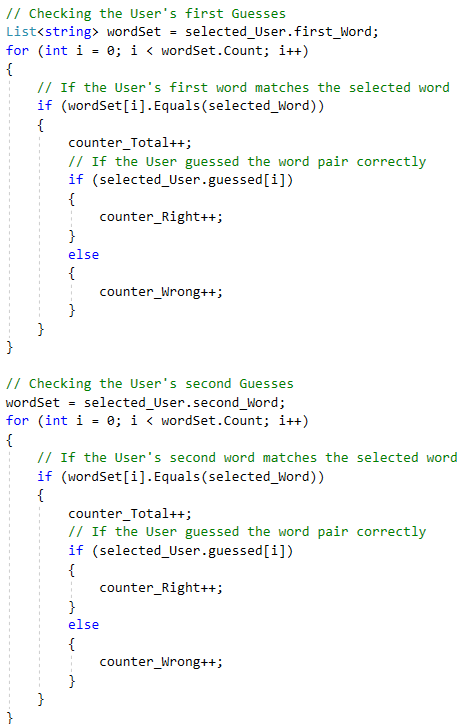 // Checking the User's first Guesses
List<string> wordSet = selected_User.first_Word;
for (int i = 0; i < wordSet.Count; i++)
{
    // If the User's first word matches the selected word
    if (wordSet[i].Equals(selected_Word))
    {
        counter_Total++;
        // If the User guessed the word pair correctly
        if (selected_User.guessed[i])
        {
            counter_Right++;
        }
        else
        {
            counter_Wrong++;
        }
    }
}

// Checking the User's second Guesses
wordSet = selected_User.second_Word;
for (int i = 0; i < wordSet.Count; i++)
{
    // If the User's second word matches the selected word
    if (wordSet[i].Equals(selected_Word))
    {
        counter_Total++;
        // If the User guessed the word pair correctly
        if (selected_User.guessed[i])
        {
            counter_Right++;
        }
        else
        {
            counter_Wrong++;
        }
    }
}